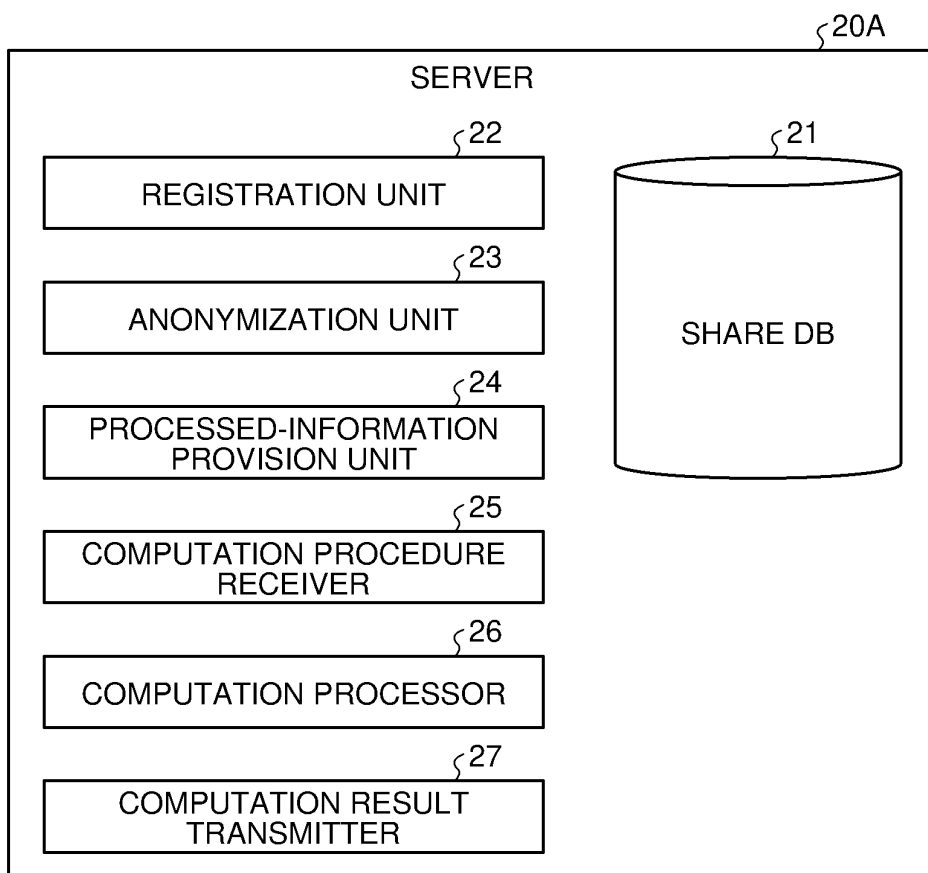 20A
SERVER
22
REGISTRATION UNIT
21
SHARE DB
23
ANONYMIZATION UNIT
24
PROCESSED-INFORMATION
PROVISION UNIT
25
COMPUTATION PROCEDURE
RECEIVER
26
COMPUTATION PROCESSOR
27
COMPUTATION RESULT
TRANSMITTER